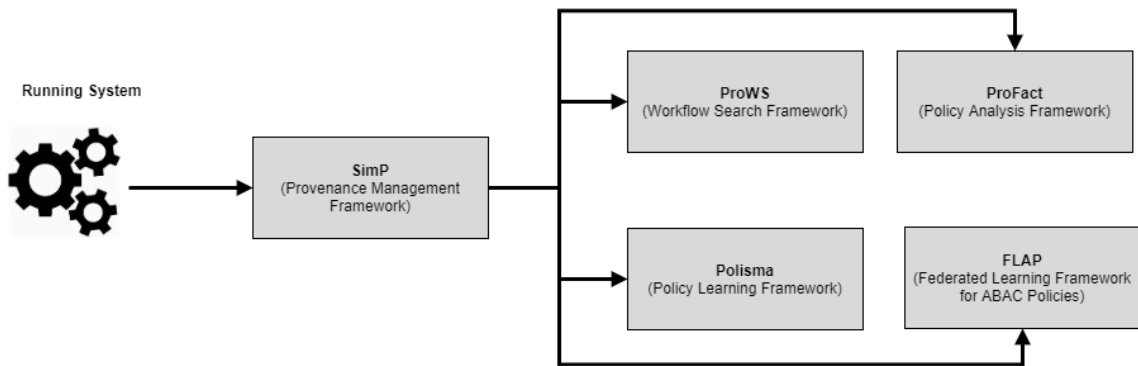 Running System
SimP
(Provenance Management
Framework)
ProWS
(Workflow Search Framework)
ProFact
(Policy Analysis Framework)
Polisma
(Policy Learning Framework)
FLAP
(Federated Learning Framework
for ABAC Policies)